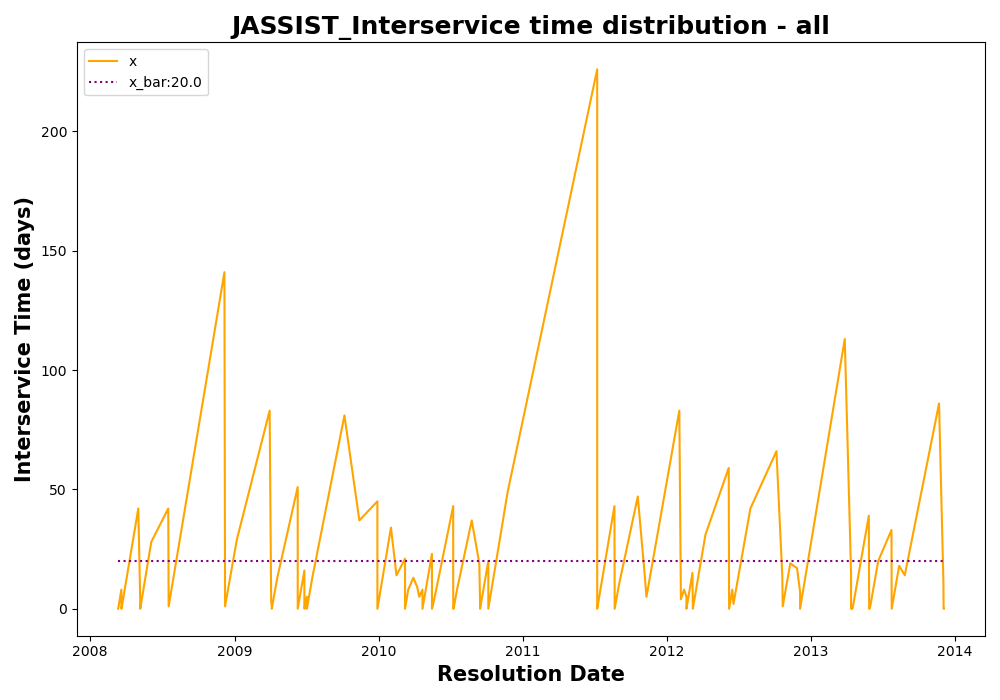 JASSIST_Interservice time distribution - all
x
x_bar:20.0
Interservice Time (days)
200
150
100
50
0
2008 2009 2010 2011 2012 2013 2014
Resolution Date